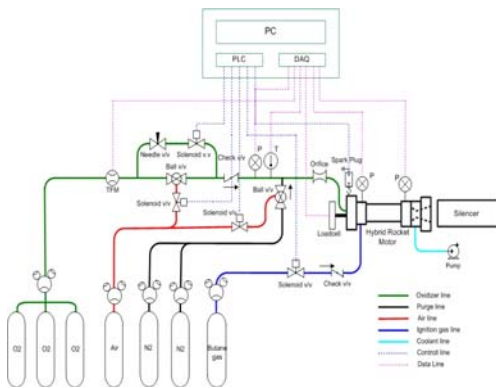 PC
PLC
DAQ
Needle v/v
Solenoid v.v
Ball v/v
Check v/v
P
T
Orifice
Spark Plug
P
P
TFM
Solenoid v/v
Solenoid v/v
Ball v/v
Loadcell
Hybrid Rocket
Motor
Silencer
Pump
Solenoid v/v
Check v/v
O2
O2
O2
Air
N2
N2
Butane
gas
Oxidizer line
Purge line
Air line
Ignition gas line
Coolant line
Controll line
Data Line